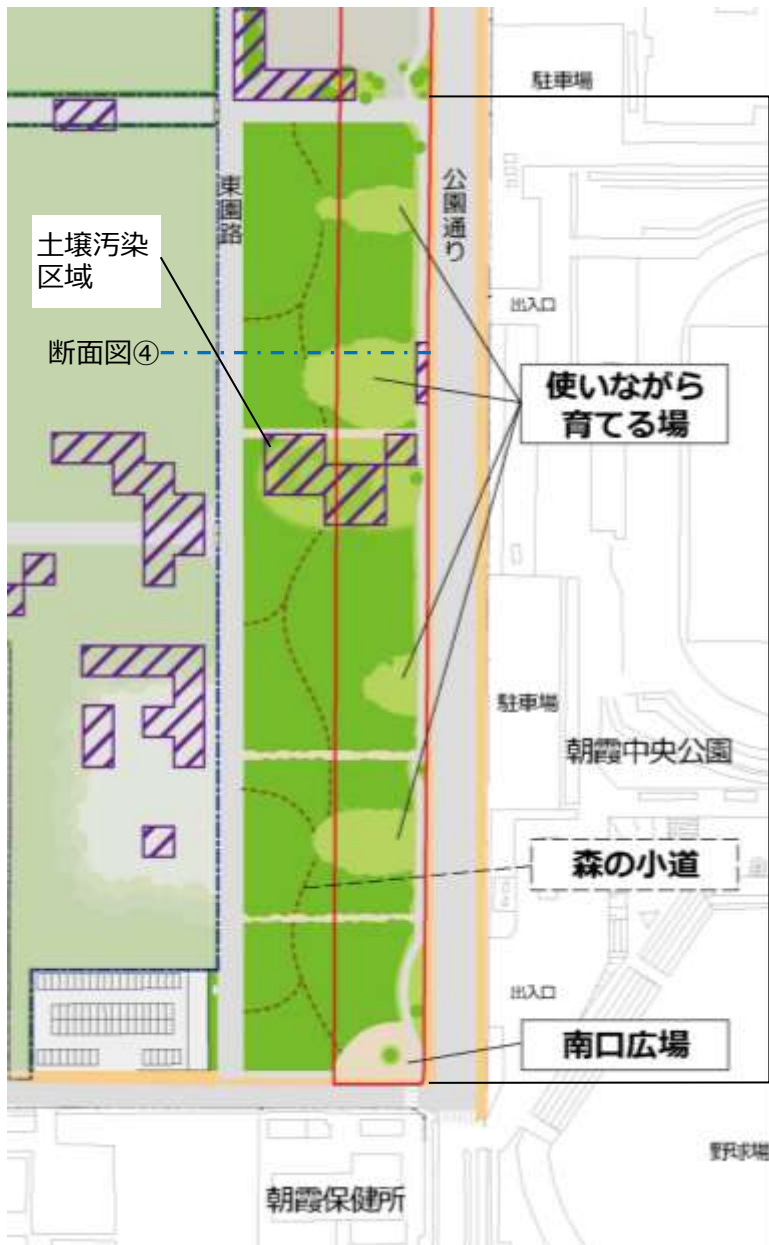 駐車場
東園路
公園通り
土壌汚染
区域
出入口
断面図④
使いながら
育てる場
駐車場
朝霞中央公園
森の小道
出入口
南口広場
野球場
朝霞保健所